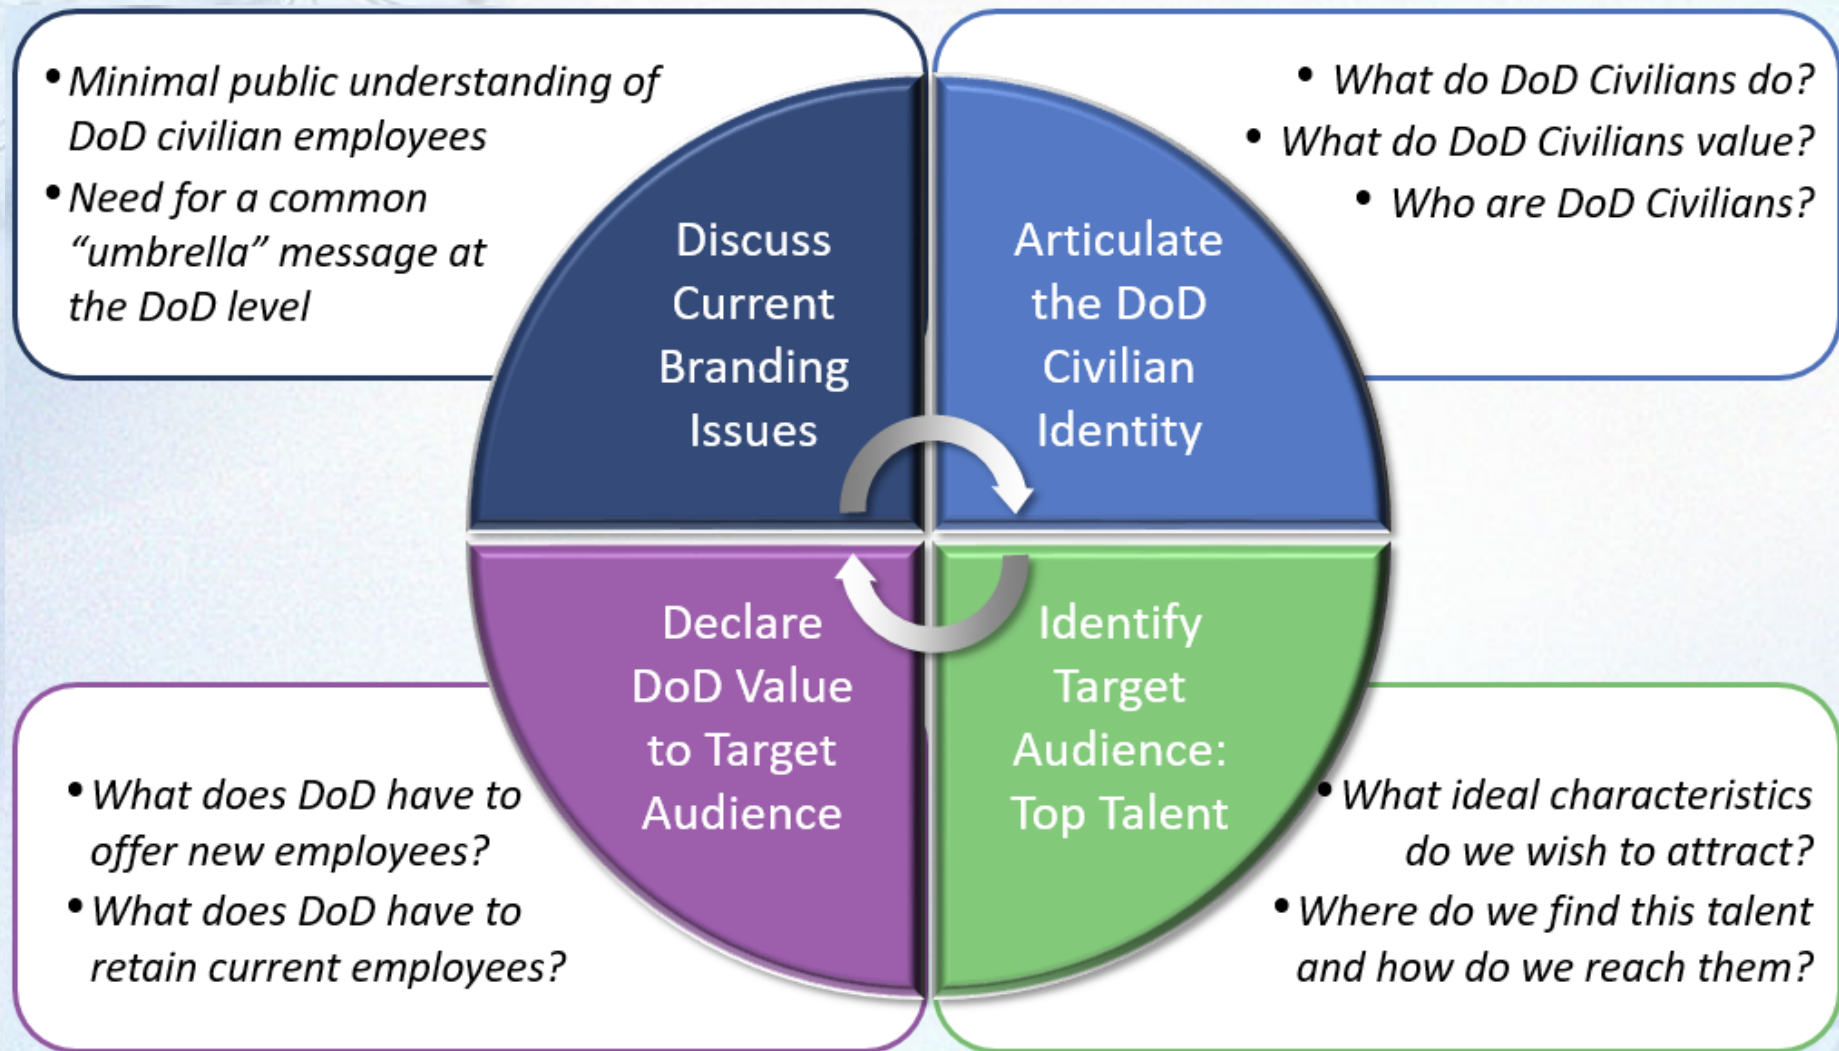 • Minimal public understanding of
DoD civilian employees
• Need for a common
“umbrella” message at
the DoD level
• What do DoD Civilians do?
• What do DoD Civilians value?
• Who are DoD Civilians?
Discuss
Current
Branding
Issues
Articulate
the DoD
Civilian
Identity
Declare
DoD Value
to Target
Audience
Identify
Target
Audience:
Top Talent
• What does DoD have to
offer new employees?
• What does DoD have to
retain current employees?
• What ideal characteristics
do we wish to attract?
• Where do we find this talent
and how do we reach them?